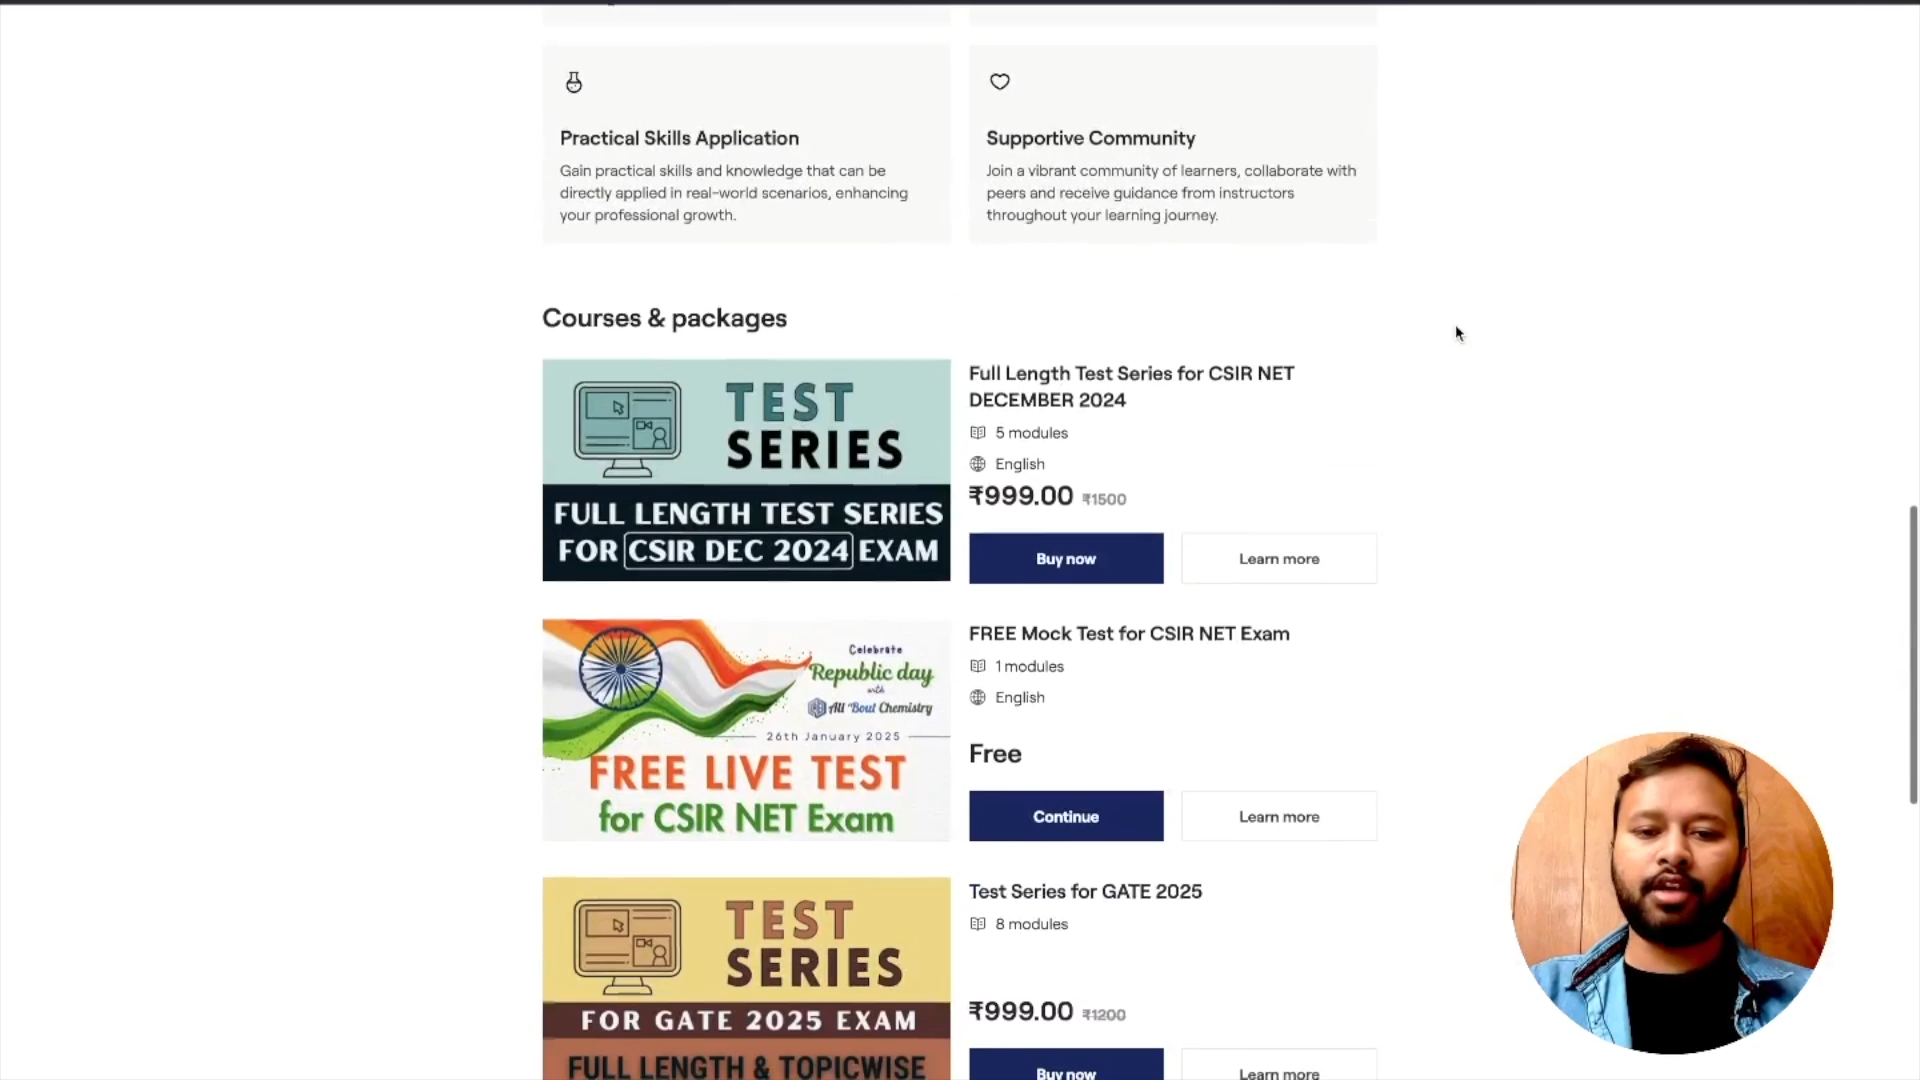 Practical Skills Application
Gain practical skills and knowledge that can be
directly applied in real-world scenarios, enhancing
your professional growth.
Supportive Community
Join a vibrant community of learners, collaborate with
peers and receive guidance from instructors
throughout your learning journey.
Courses & packages
TEST
SERIES
FULL LENGTH TEST SERIES
FOR CSIR DEC 2024 EXAM
Full Length Test Series for CSIR NET
DECEMBER 2024
5 modules
English
₹999.00 ₹1500
Buy now
Learn more
Celebrate
Republic day
with
All 'Bout Chemistry
26th January 2025
FREE LIVE TEST
for CSIR NET Exam
FREE Mock Test for CSIR NET Exam
1 modules
English
Free
Continue
Learn more
TEST
SERIES
FOR GATE 2025 EXAM
FULL LENGTH & TOPICWISE
Test Series for GATE 2025
8 modules
₹999.00 ₹1200
Buy now
Learn more